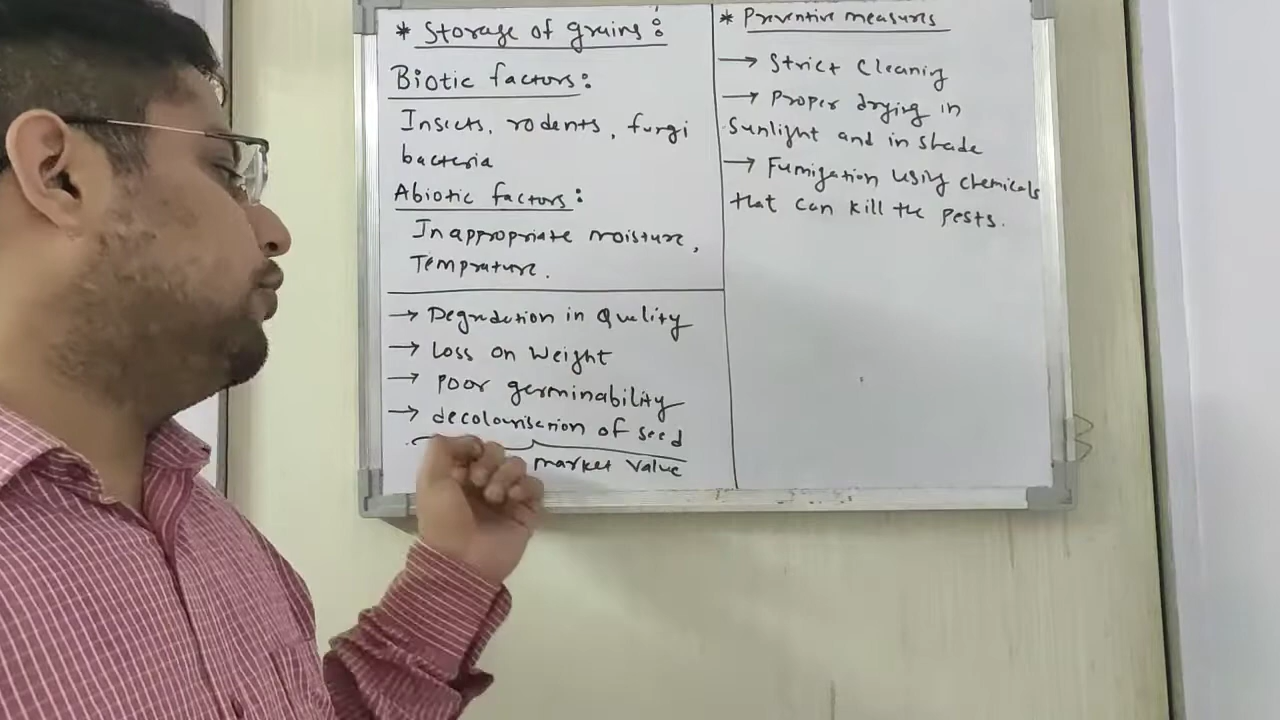 * Storage of grains:
Biotic factors:
Insects, rodents, fungi
bacteria
Abiotic factors:
Inappropriate moisture,
Temprature.
→ Degradation in Quality
→ Loss on Weight
→ Poor germinability
→ decolourisation of seed
market value
* Preventive measures
→ Strict Cleaning
→ Proper drying in
Sunlight and in shade
→ Fumigation using chemicals
that can kill the pests.